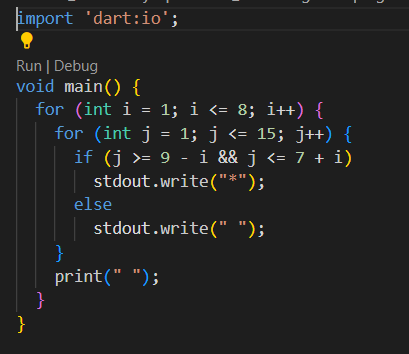 import 'dart:io';
Run | Debug
void main() {
  for (int i = 1; i <= 8; i++) {
    for (int j = 1; j <= 15; j++) {
      if (j >= 9 - i && j <= 7 + i)
        stdout.write("*");
      else
        stdout.write(" ");
    }
    print(" ");
  }
}